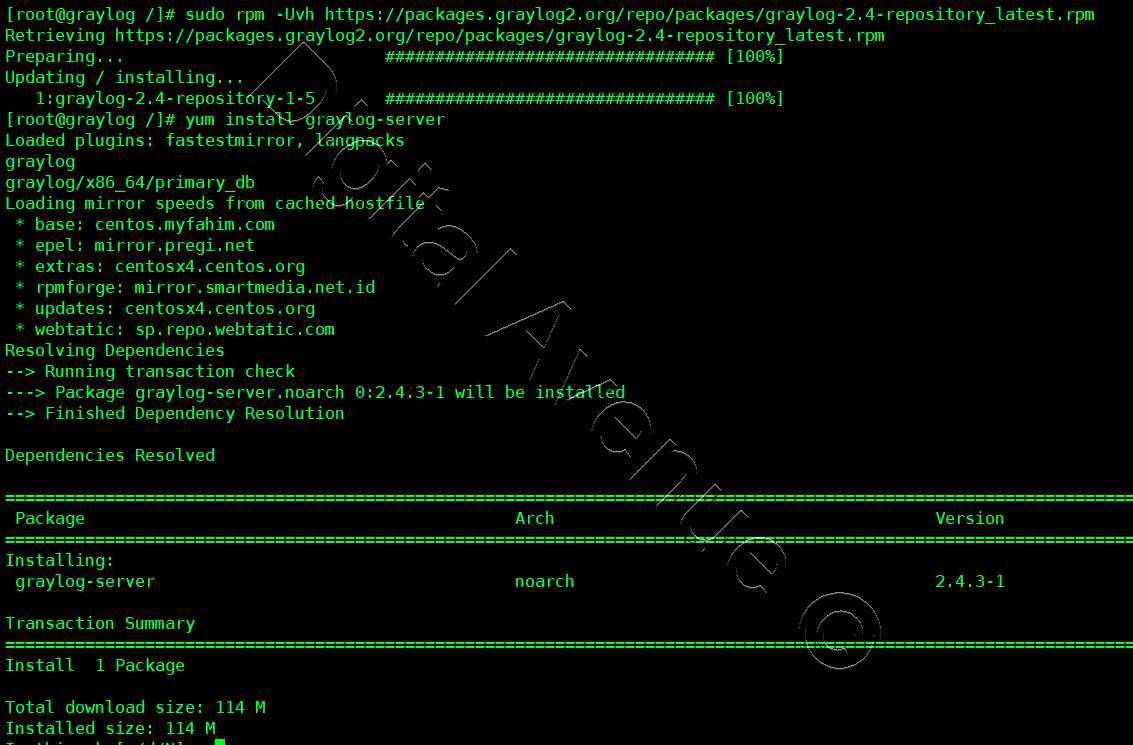 [root@graylog /]# sudo rpm -Uvh https://packages.graylog2.org/repo/packages/graylog-2.4-repository_latest.rpm
Retrieving https://packages.graylog2.org/repo/packages/graylog-2.4-repository_latest.rpm
Preparing... ################################# [100%]
Updating / installing...
1:graylog-2.4-repository-1-5 ################################# [100%]
[root@graylog /]# yum install graylog-server
Loaded plugins: fastestmirror, langpacks
graylog
graylog/x86_64/primary_db
Loading mirror speeds from cached hostfile
* base: centos.myfahim.com
* epel: mirror.pregi.net
* extras: centosx4.centos.org
* rpmforge: mirror.smartmedia.net.id
* updates: centosx4.centos.org
* webtatic: sp.repo.webtatic.com
Resolving Dependencies
--> Running transaction check
---> Package graylog-server.noarch 0:2.4.3-1 will be installed
--> Finished Dependency Resolution
Dependencies Resolved
================================================================================
Package Arch Version
================================================================================
Installing:
graylog-server noarch 2.4.3-1
Transaction Summary
================================================================================
Install 1 Package
Total download size: 114 M
Installed size: 114 M
Digital Avenue ©